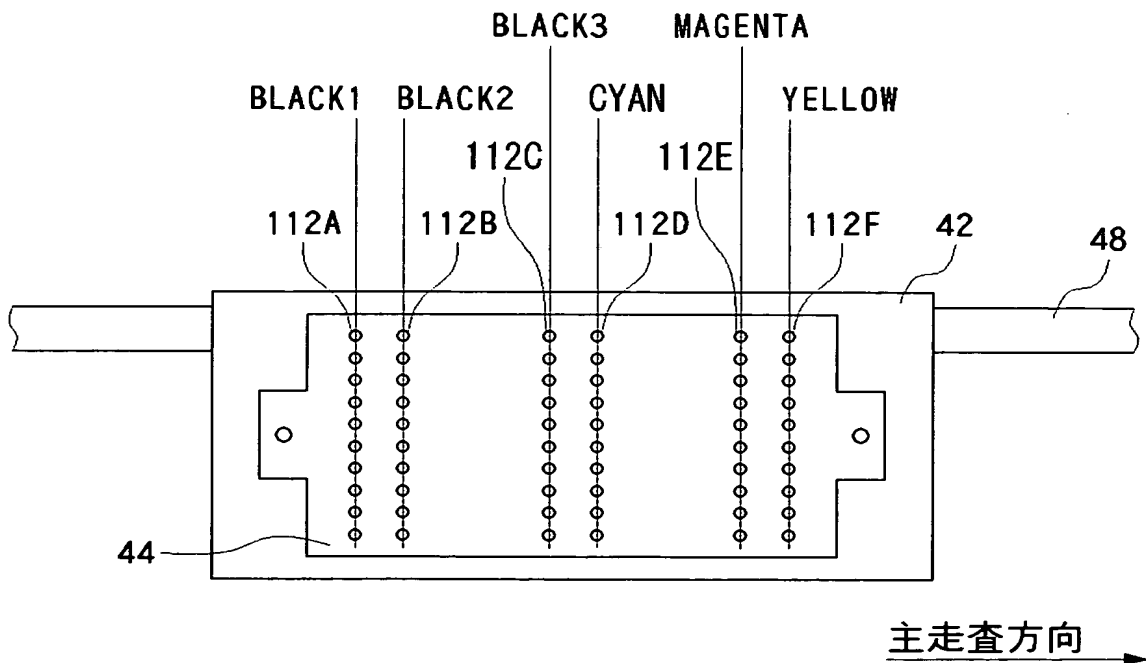 BLACK3 MAGENTA
BLACK1 BLACK2 CYAN YELLOW
112C 112E
112A 112B 112D 112F 42 48
44
主走査方向